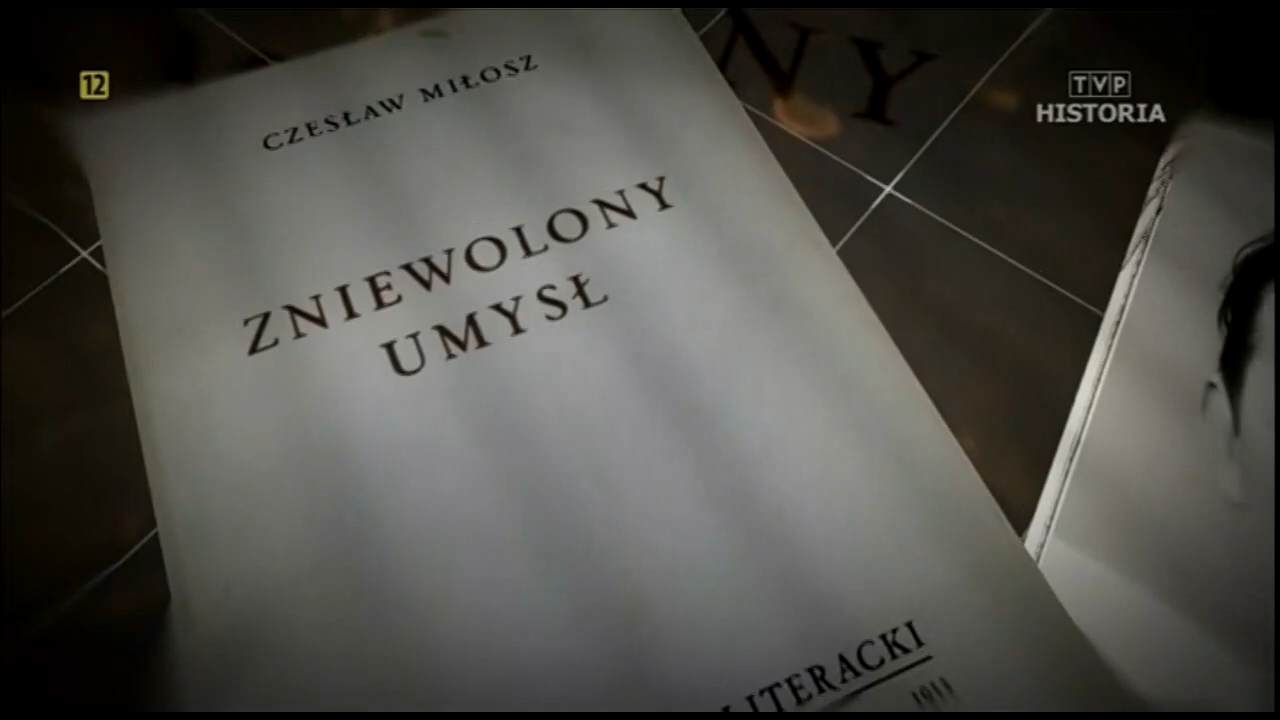 12
CZESŁAW MIŁOSZ
NY
TVP
HISTORIA
ZNIEWOLONY
UMYSŁ
LITERACKI